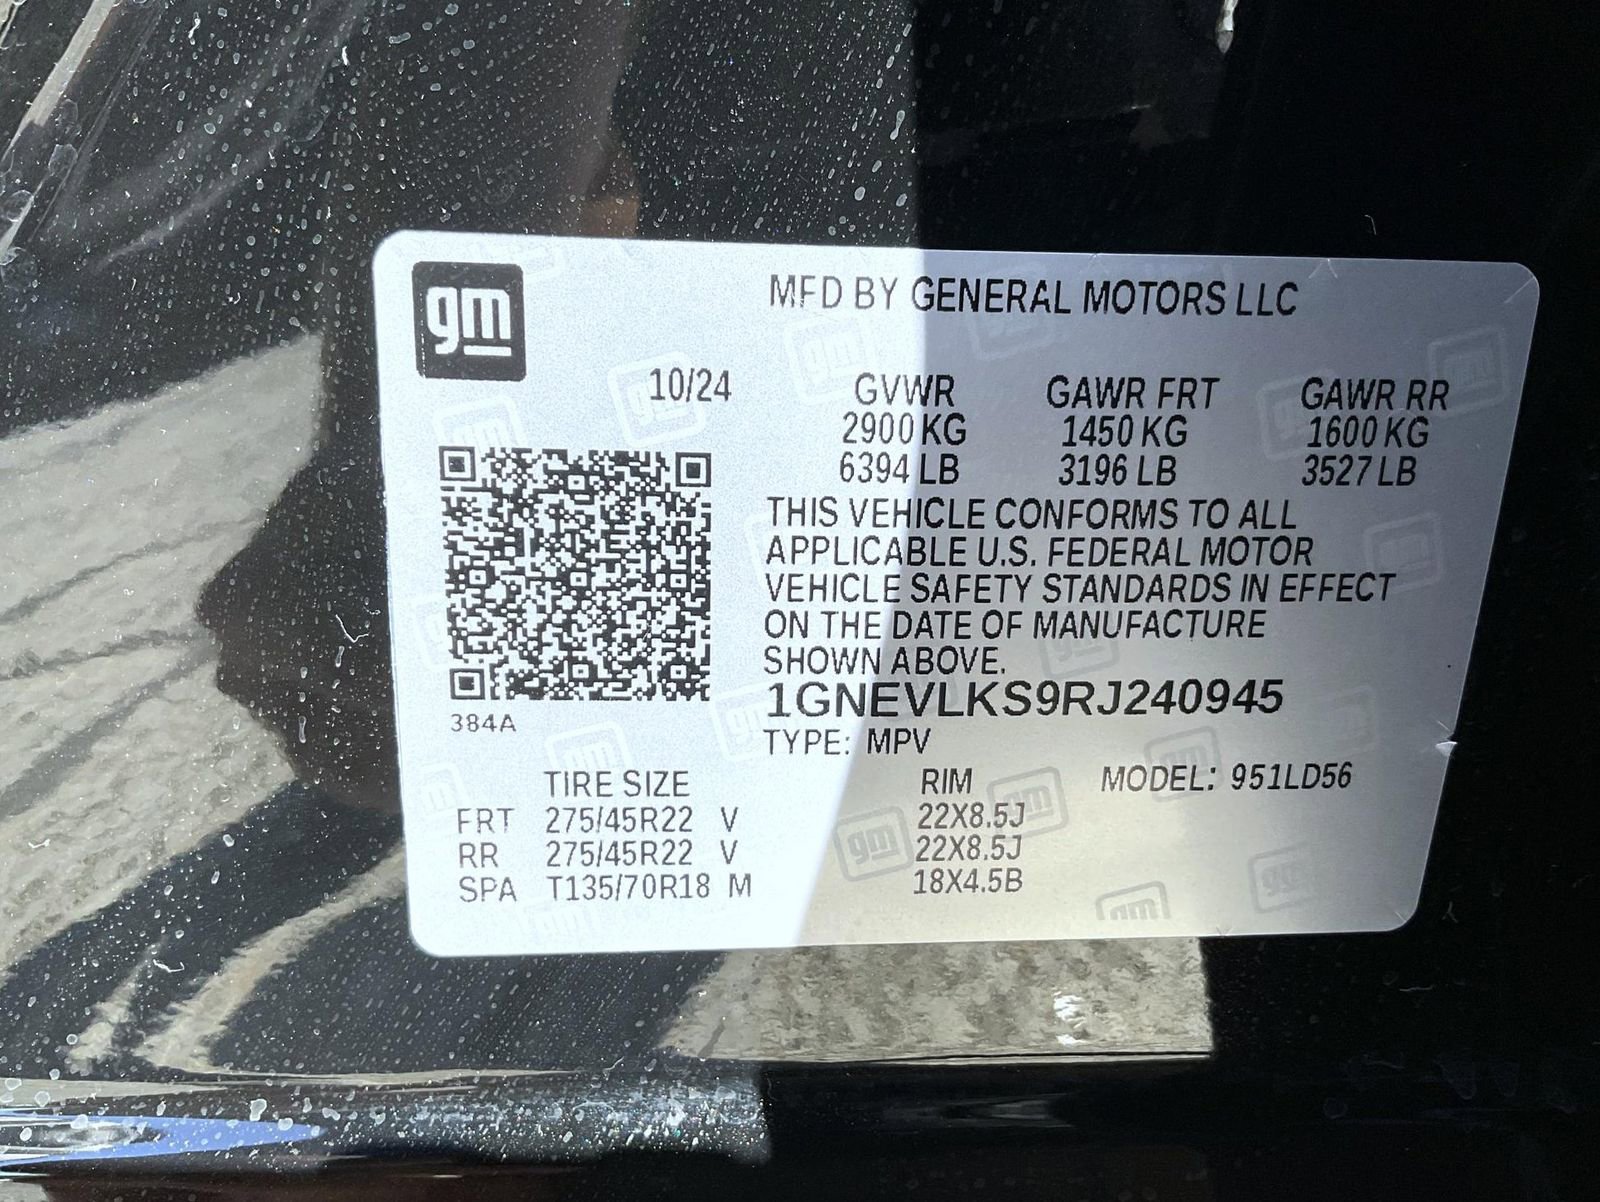 gm
MFD BY GENERAL MOTORS LLC
10/24
GVWR GAWR FRT GAWR RR
2900 KG 1450 KG 1600 KG
6394 LB 3196 LB 3527 LB
THIS VEHICLE CONFORMS TO ALL
APPLICABLE U.S. FEDERAL MOTOR
VEHICLE SAFETY STANDARDS IN EFFECT
ON THE DATE OF MANUFACTURE
SHOWN ABOVE.
384A
1GNEVLKS9RJ240945
TYPE: MPV
TIRE SIZE RIM MODEL: 951LD56
FRT 275/45R22 V 22X8.5J
RR 275/45R22 V 22X8.5J
SPA T135/70R18 M 18X4.5B